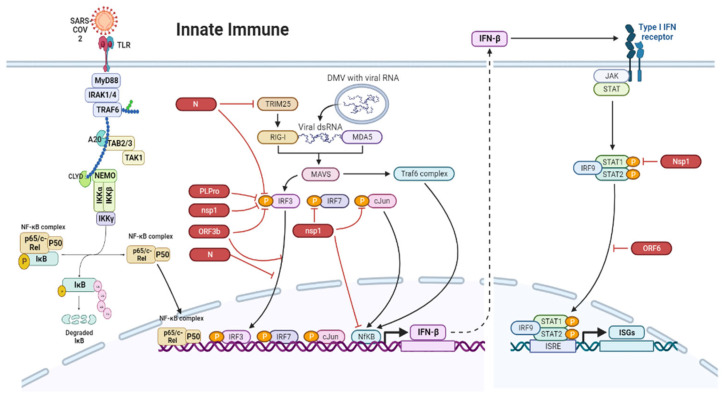 Innate Immune
SARS-
COV
2
TLR
MyD88
IRAK1/4
TRAF6
A20
TAB2/3
TAK1
CLYD
NEMO
IKKα
IKKβ
IKKγ
NF-κB complex
p65/c-
Rel
P50
P
IκB
NF-κB complex
p65/c-
Rel
P50
IκB
Degraded
IκB
N
TRIM25
DMV with viral RNA
RIG-I
Viral dsRNA
MDA5
MAVS
Traf6 complex
PLPro
nsp1
ORF3b
N
P
IRF3
P
IRF7
P
cJun
nsp1
NF-κB complex
p65/c-
Rel
P50
P
IRF3
P
IRF7
P
cJun
NfKB
IFN-β
IFN-β
Type I IFN
receptor
JAK
STAT
IRF9
STAT1
P
STAT2
P
Nsp1
ORF6
IRF9
STAT1
P
STAT2
P
ISRE
ISGs